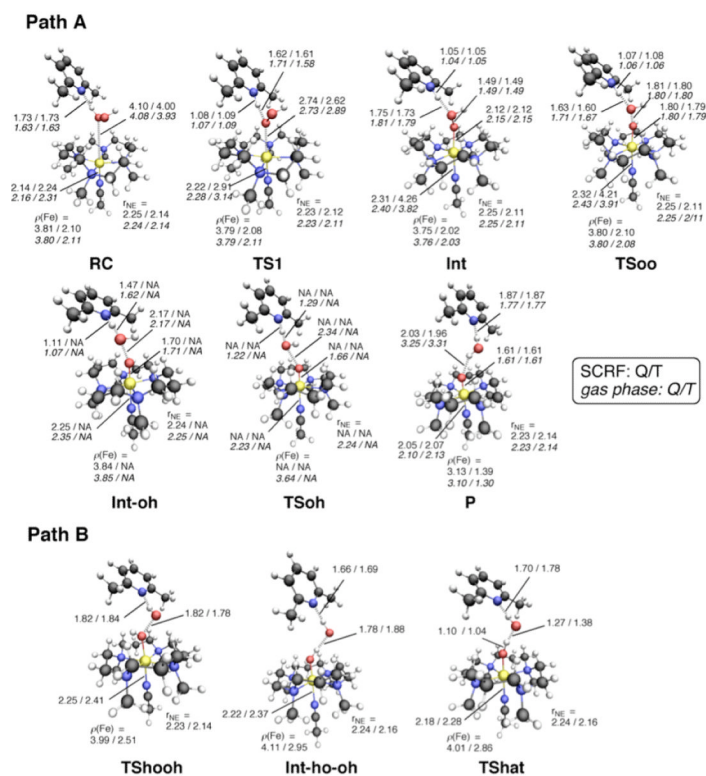 Path A
1.73 / 1.73
1.63 / 1.63
4.10 / 4.00
4.08 / 3.93
2.14 / 2.24
2.16 / 2.31
ρ(Fe) =
3.81 / 2.10
3.80 / 2.11
rNE =
2.25 / 2.14
2.24 / 2.14
RC
1.62 / 1.61
1.71 / 1.58
1.08 / 1.09
1.07 / 1.09
2.74 / 2.62
2.73 / 2.89
2.22 / 2.91
2.28 / 3.14
ρ(Fe) =
3.79 / 2.08
3.79 / 2.11
rNE =
2.23 / 2.12
2.23 / 2.11
TS1
1.05 / 1.05
1.04 / 1.05
1.49 / 1.49
1.49 / 1.49
1.75 / 1.73
1.81 / 1.79
2.12 / 2.12
2.15 / 2.15
2.31 / 4.26
2.40 / 3.82
ρ(Fe) =
3.75 / 2.02
3.76 / 2.03
rNE =
2.25 / 2.11
2.25 / 2.11
Int
1.07 / 1.08
1.06 / 1.06
1.81 / 1.80
1.80 / 1.80
1.63 / 1.60
1.71 / 1.67
1.80 / 1.79
1.80 / 1.79
2.32 / 4.21
2.43 / 3.91
ρ(Fe) =
3.80 / 2.10
3.80 / 2.08
rNE =
2.25 / 2.11
2.25 / 2/11
TSoo
1.47 / NA
1.62 / NA
2.17 / NA
2.17 / NA
1.11 / NA
1.07 / NA
1.70 / NA
1.71 / NA
2.25 / NA
2.35 / NA
ρ(Fe) =
3.84 / NA
3.85 / NA
rNE =
2.24 / NA
2.25 / NA
Int-oh
NA / NA
1.29 / NA
NA / NA
2.34 / NA
NA / NA
1.22 / NA
NA / NA
1.66 / NA
NA / NA
2.23 / NA
ρ(Fe) =
NA / NA
3.64 / NA
rNE =
NA / NA
2.24 / NA
TSoh
1.87 / 1.87
1.77 / 1.77
2.03 / 1.96
3.25 / 3.31
1.61 / 1.61
1.61 / 1.61
2.05 / 2.07
2.10 / 2.13
ρ(Fe) =
3.13 / 1.39
3.10 / 1.30
rNE =
2.23 / 2.14
2.23 / 2.14
P
SCRF: Q/T
gas phase: Q/T
Path B
1.82 / 1.84
1.82 / 1.78
2.25 / 2.41
ρ(Fe) =
3.99 / 2.51
rNE =
2.23 / 2.14
TShooh
1.66 / 1.69
1.78 / 1.88
2.22 / 2.37
ρ(Fe) =
4.11 / 2.95
rNE =
2.24 / 2.16
Int-ho-oh
1.70 / 1.78
1.10 / 1.04
1.27 / 1.38
2.18 / 2.28
ρ(Fe) =
4.01 / 2.86
rNE =
2.24 / 2.16
TShat